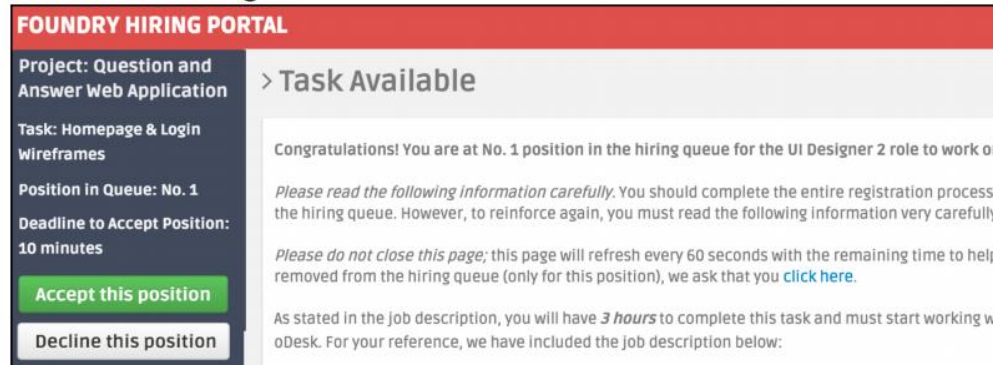 FOUNDRY HIRING PORTAL
Project: Question and
Answer Web Application
Task: Homepage & Login
Wireframes
Position in Queue: No. 1
Deadline to Accept Position:
10 minutes
Accept this position
Decline this position
> Task Available
Congratulations! You are at No. 1 position in the hiring queue for the UI Designer 2 role to work
Please read the following information carefully. You should complete the entire registration process
the hiring queue. However, to reinforce again, you must read the following information very carefully
Please do not close this page; this page will refresh every 60 seconds with the remaining time to help
removed from the hiring queue (only for this position), we ask that you click here.
As stated in the job description, you will have 3 hours to complete this task and must start working
oDesk. For your reference, we have included the job description below: